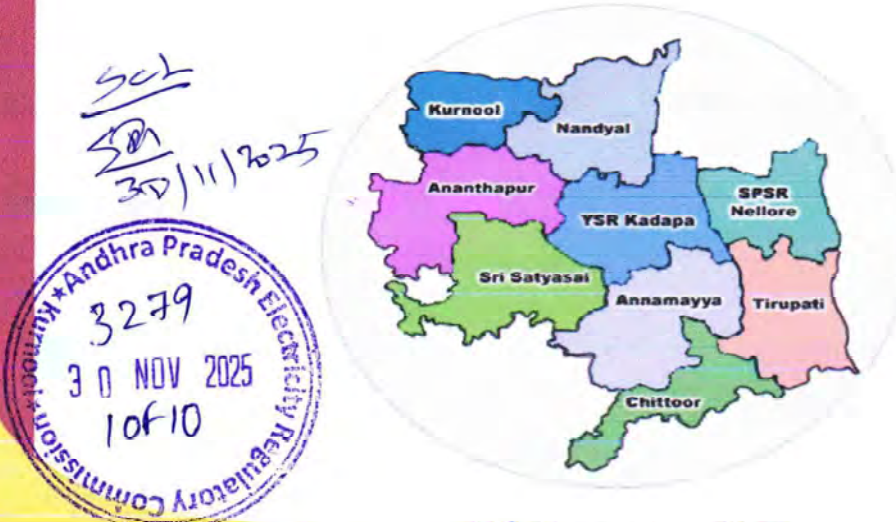 30/11/2025
Andhra Pradesh Electricity Regulatory Commission
★ Kurnool ★
3279
30 NOV 2025
1 of 10
Kurnool
Nandyal
Ananthapur
YSR Kadapa
SPSR
Nellore
Sri Satyasai
Annamayya
Tirupati
Chittoor